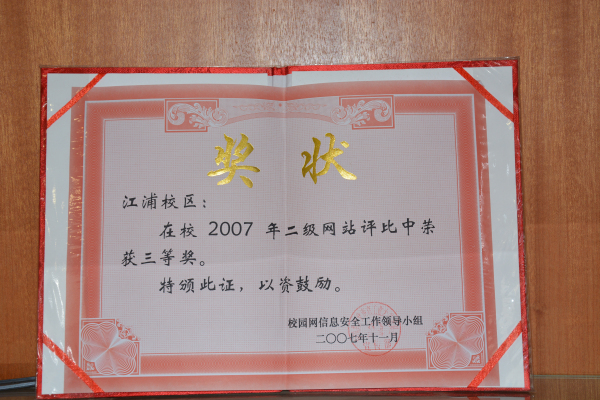 奖状
江浦校区：
在校 2007 年二级网站评比中荣
获三等奖。
特颁此证，以资鼓励。
校园网信息安全工作领导小组
二〇〇七年十一月